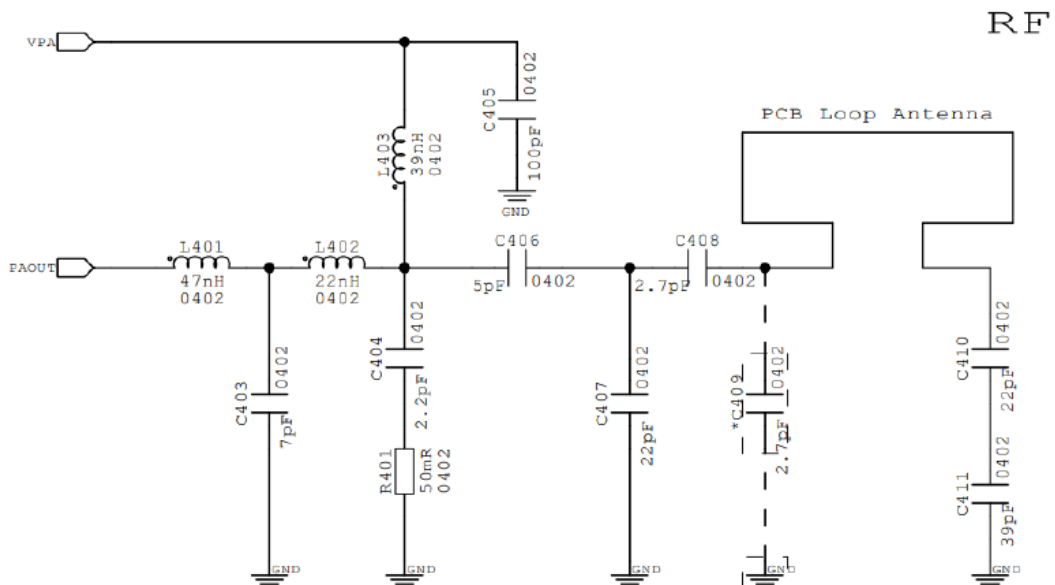 RF
VPA
0402
C405
100pF
GND
L403
39nH
0402
PCB Loop Antenna
PAOUT
L401
47nH
0402
L402
22nH
0402
C406
5pF
0402
C408
2.7pF
0402
C403
0402
7pF
C404
0402
2.2pF
R401
50mR
0402
C407
0402
22pF
*C409
0402
2.7pF
C410
0402
22pF
C411
0402
39pF
GND
GND
GND
GND
GND